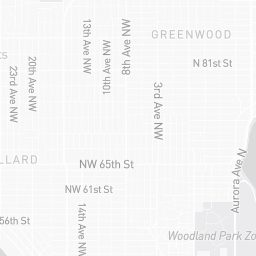 13th Ave NW
8th Ave NW
GREENWOOD
10th Ave NW
N 81st St
20th Ave NW
23rd Ave NW
3rd Ave NW
LLARD
NW 65th St
Aurora Ave N
NW 61st St
14th Ave NW
56th St
Woodland Park Zo